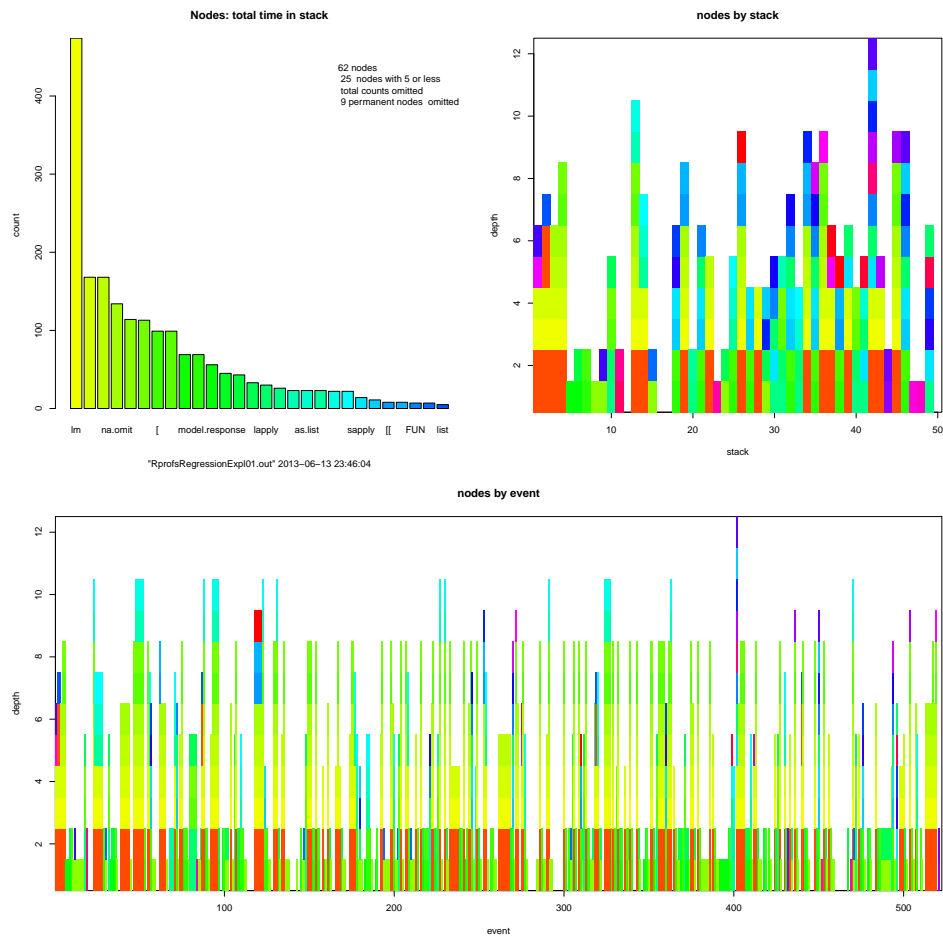 Nodes: total time in stack
62 nodes
25 nodes with 5 or less
total counts omitted
9 permanent nodes omitted
count
0 100 200 300 400
lm na.omit [ model.response lapply as.list sapply [[ FUN list
"RprofsRegressionExpl01.out" 2013−06−13 23:46:04
nodes by stack
depth
2 4 6 8 10 12
10 20 30 40 50
stack
nodes by event
depth
2 4 6 8 10 12
100 200 300 400 500
event